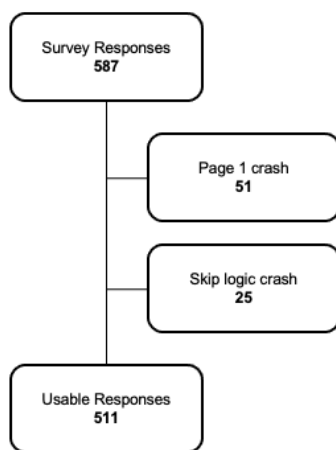 Survey Responses
587
Page 1 crash
51
Skip logic crash
25
Usable Responses
511